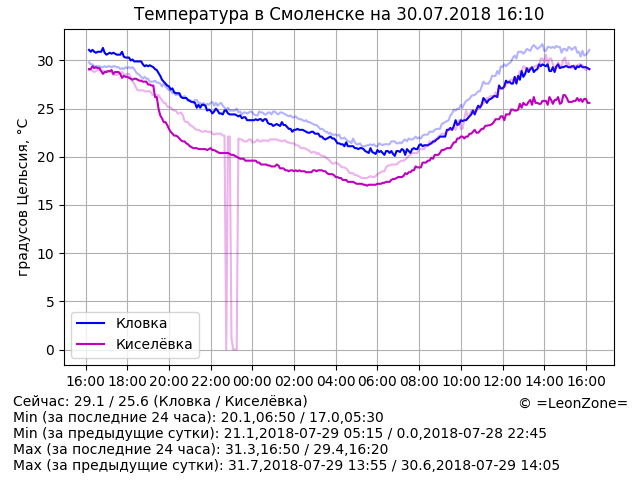 Температура в Смоленске на 30.07.2018 16:10
градусов Цельсия, °C
30
25
20
15
10
5
0
Кловка
Киселёвка
16:00 18:00 20:00 22:00 00:00 02:00 04:00 06:00 08:00 10:00 12:00 14:00 16:00
Сейчас: 29.1 / 25.6 (Кловка / Киселёвка)
© =LeonZone=
Min (за последние 24 часа): 20.1,06:50 / 17.0,05:30
Min (за предыдущие сутки): 21.1,2018-07-29 05:15 / 0.0,2018-07-28 22:45
Max (за последние 24 часа): 31.3,16:50 / 29.4,16:20
Max (за предыдущие сутки): 31.7,2018-07-29 13:55 / 30.6,2018-07-29 14:05